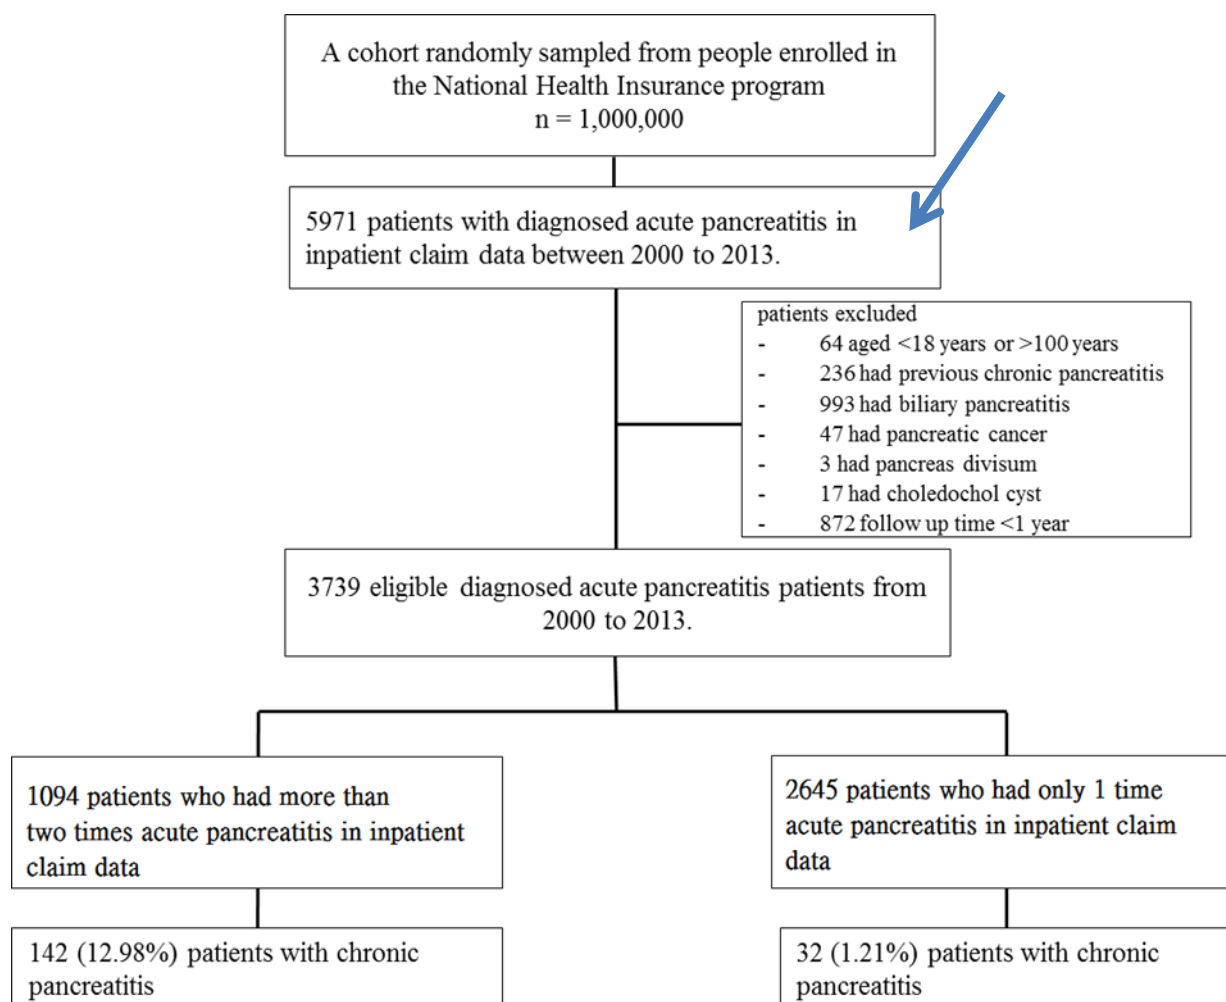 A cohort randomly sampled from people enrolled in
the National Health Insurance program
n = 1,000,000
5971 patients with diagnosed acute pancreatitis in
inpatient claim data between 2000 to 2013.
patients excluded
- 64 aged <18 years or >100 years
- 236 had previous chronic pancreatitis
- 993 had biliary pancreatitis
- 47 had pancreatic cancer
- 3 had pancreas divisum
- 17 had choledochol cyst
- 872 follow up time <1 year
3739 eligible diagnosed acute pancreatitis patients from
2000 to 2013.
1094 patients who had more than
two times acute pancreatitis in inpatient
claim data
2645 patients who had only 1 time
acute pancreatitis in inpatient claim
data
142 (12.98%) patients with chronic
pancreatitis
32 (1.21%) patients with chronic
pancreatitis